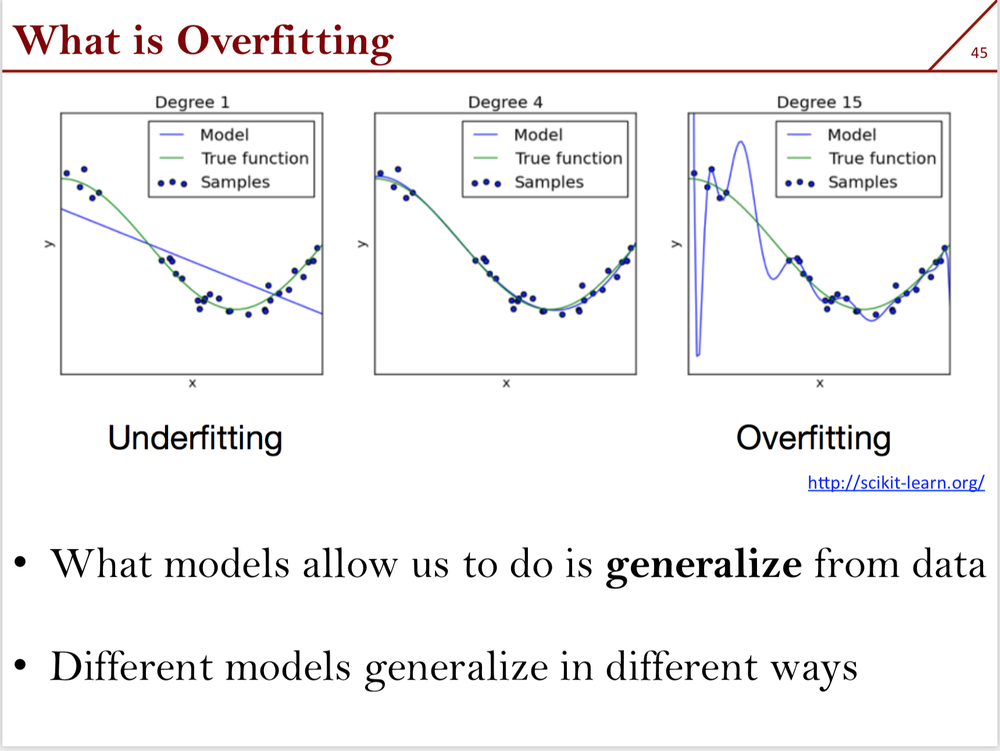 What is Overfitting
45
Degree 1
Model
True function
Samples
y
x
Degree 4
Model
True function
Samples
y
x
Degree 15
Model
True function
Samples
y
x
Underfitting
Overfitting
http://scikit-learn.org/
• What models allow us to do is generalize from data
• Different models generalize in different ways